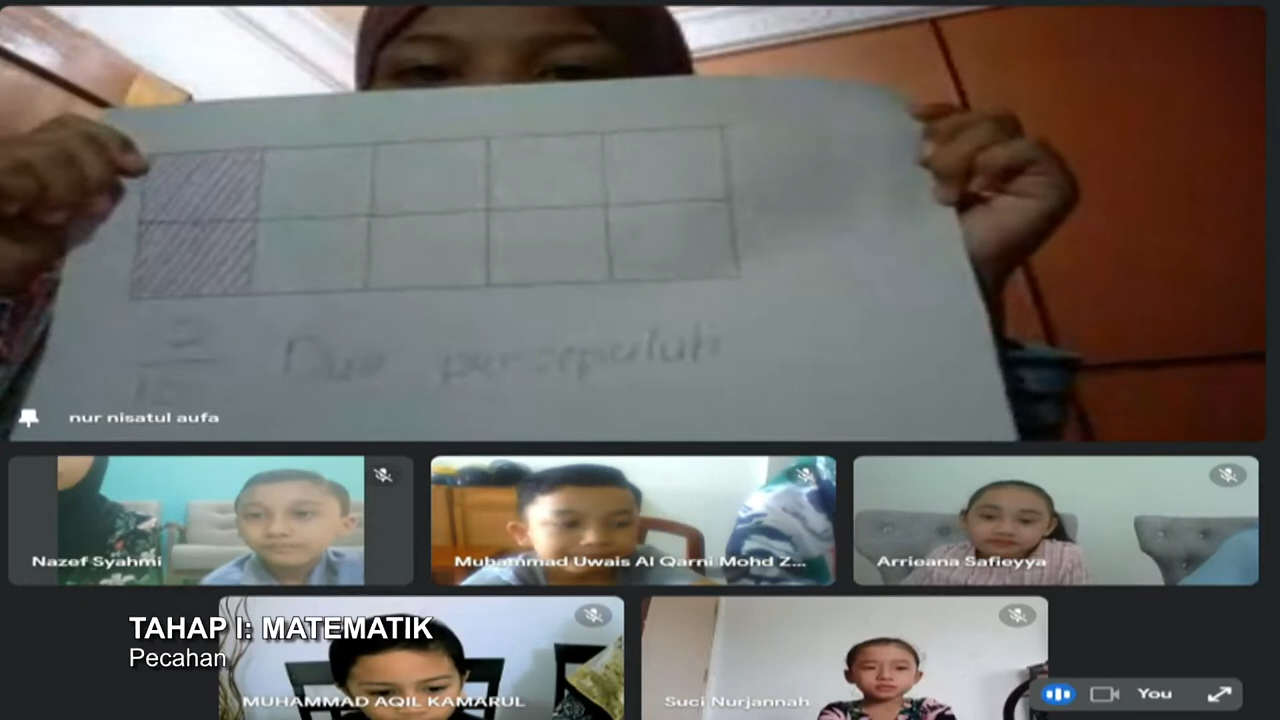 2
10
Dua persepuluh
nur nisatul aufa
Nazef Syahmi
Muhammad Uwais Al Qarni Mohd Z...
Arrieana Safieyya
TAHAP I: MATEMATIK
Pecahan
MUHAMMAD AQIL KAMARUL
Suci Nurjannah
You